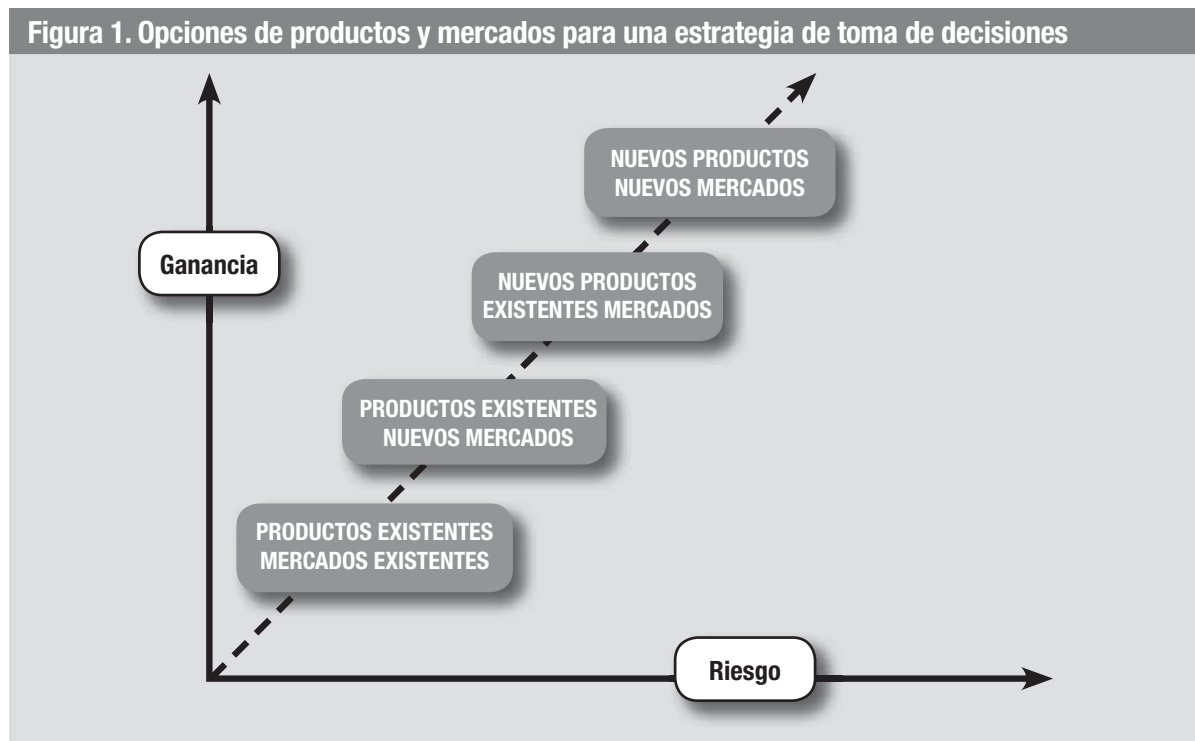 Figura 1. Opciones de productos y mercados para una estrategia de toma de decisiones
NUEVOS PRODUCTOS
NUEVOS MERCADOS
Ganancia
NUEVOS PRODUCTOS
EXISTENTES MERCADOS
PRODUCTOS EXISTENTES
NUEVOS MERCADOS
PRODUCTOS EXISTENTES
MERCADOS EXISTENTES
Riesgo